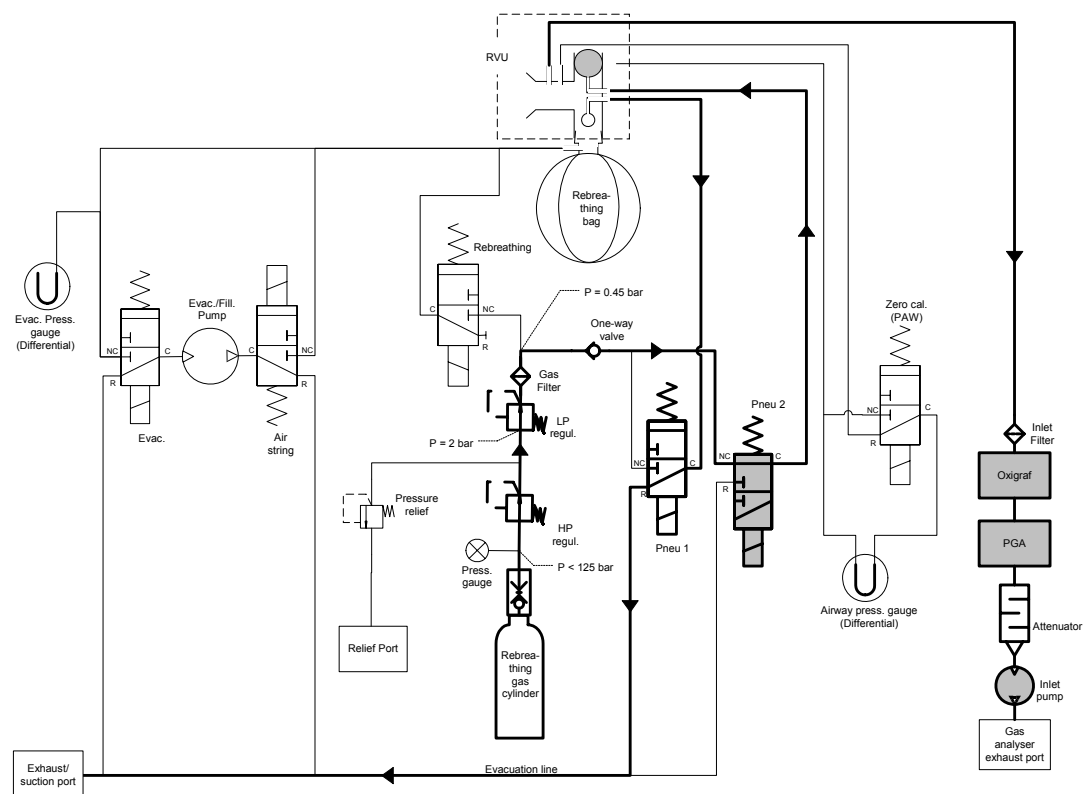 RVU
Rebrea-
thing
bag
Rebreathing
C
NC
R
P = 0.45 bar
One-way
valve
Zero cal.
(PAW)
NC
C
R
Evac. Press.
gauge
(Differential)
Evac./Fill.
Pump
NC
C
R
C
NC
R
Evac.
Air
string
Gas
Filter
LP
regul.
P = 2 bar
Pneu 2
NC
C
R
NC
C
R
Pneu 1
Inlet
Filter
Oxigraf
PGA
Pressure
relief
HP
regul.
Press.
gauge
P < 125 bar
Airway press. gauge
(Differential)
Attenuator
Relief Port
Rebrea-
thing
gas
cylinder
Inlet
pump
Gas
analyser
exhaust port
Exhaust/
suction port
Evacuation line